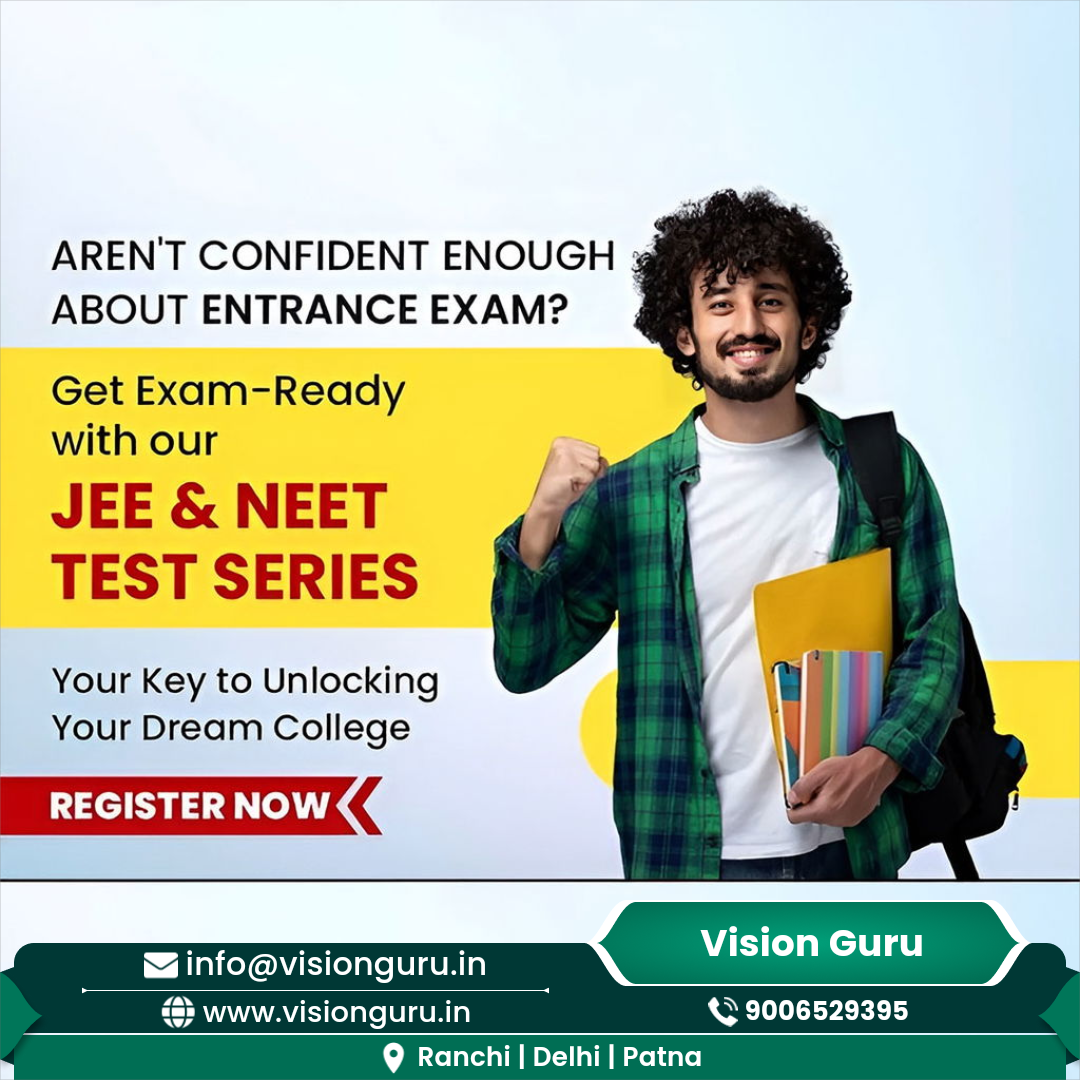 AREN'T CONFIDENT ENOUGH
ABOUT ENTRANCE EXAM?
Get Exam-Ready
with our
JEE & NEET
TEST SERIES
Your Key to Unlocking
Your Dream College
REGISTER NOW
Vision Guru
info@visionguru.in
www.visionguru.in
9006529395
Ranchi | Delhi | Patna